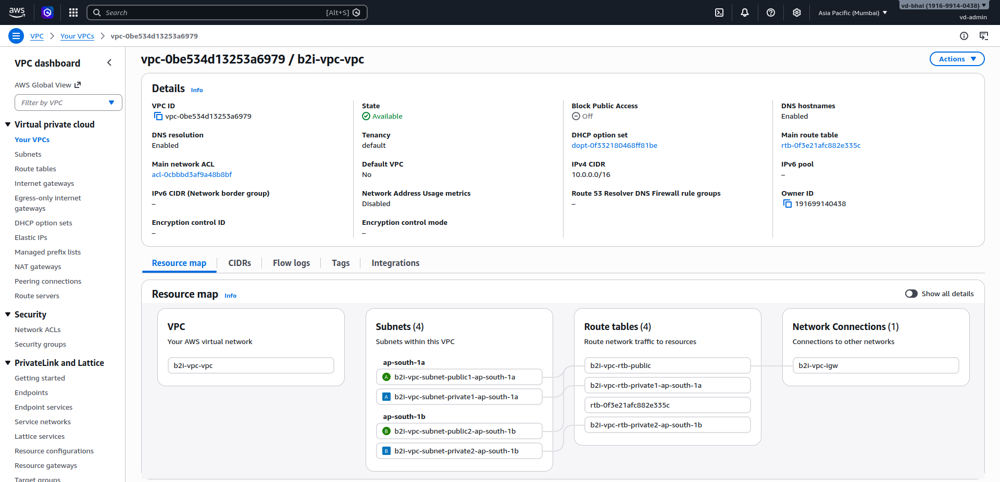 aws
Search
[Alt+S]
Asia Pacific (Mumbai)
vd-bhai (1916-9914-0438)
vd-admin
VPC
Your VPCs
vpc-0be534d13253a6979
VPC dashboard
AWS Global View
Filter by VPC
Virtual private cloud
Your VPCs
Subnets
Route tables
Internet gateways
Egress-only internet
gateways
DHCP option sets
Elastic IPs
Managed prefix lists
NAT gateways
Peering connections
Route servers
Security
Network ACLs
Security groups
PrivateLink and Lattice
Getting started
Endpoints
Endpoint services
Service networks
Lattice services
Resource configurations
Resource gateways
Target groups
vpc-0be534d13253a6979 / b2i-vpc-vpc
Actions
Details Info
VPC ID
vpc-0be534d13253a6979
State
Available
Block Public Access
Off
DNS hostnames
Enabled
DNS resolution
Enabled
Tenancy
default
DHCP option set
dopt-0f332180468ff81be
Main route table
rtb-0f3e21afc882e335c
Main network ACL
acl-0cbbbd3af9a48b8bf
Default VPC
No
IPv4 CIDR
10.0.0.0/16
IPv6 pool
–
IPv6 CIDR (Network border group)
–
Network Address Usage metrics
Disabled
Route 53 Resolver DNS Firewall rule groups
–
Owner ID
191699140438
Encryption control ID
–
Encryption control mode
–
Resource map
CIDRs
Flow logs
Tags
Integrations
Resource map Info
Show all details
VPC
Your AWS virtual network
b2i-vpc-vpc
Subnets (4)
Subnets within this VPC
ap-south-1a
A b2i-vpc-subnet-public1-ap-south-1a
A b2i-vpc-subnet-private1-ap-south-1a
ap-south-1b
B b2i-vpc-subnet-public2-ap-south-1b
B b2i-vpc-subnet-private2-ap-south-1b
Route tables (4)
Route network traffic to resources
b2i-vpc-rtb-public
b2i-vpc-rtb-private1-ap-south-1a
rtb-0f3e21afc882e335c
b2i-vpc-rtb-private2-ap-south-1b
Network Connections (1)
Connections to other networks
b2i-vpc-igw